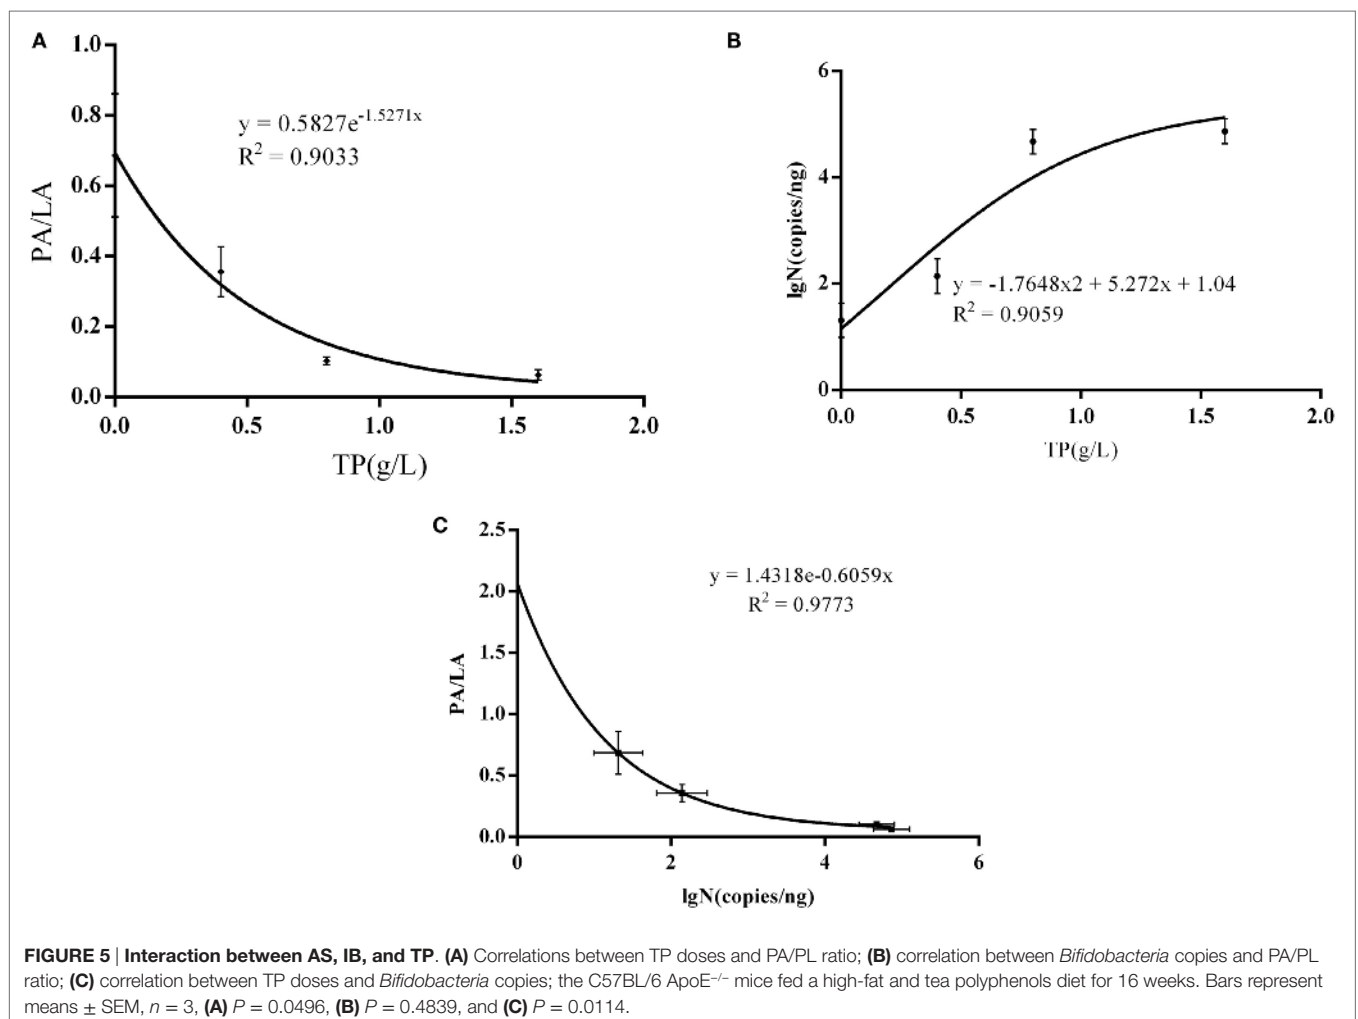 A
1.0
0.8
0.6
0.4
0.2
0.0
PA/LA
y = 0.5827e^-1.5271x
R² = 0.9033
0.0 0.5 1.0 1.5 2.0
TP(g/L)
B
6
4
2
0
lgN(copies/ng)
y = -1.7648x2 + 5.272x + 1.04
R² = 0.9059
0.0 0.5 1.0 1.5 2.0
TP(g/L)
C
2.5
2.0
1.5
1.0
0.5
0.0
PA/LA
y = 1.4318e-0.6059x
R² = 0.9773
0 2 4 6
lgN(copies/ng)
FIGURE 5 | Interaction between AS, IB, and TP. (A) Correlations between TP doses and PA/PL ratio; (B) correlation between Bifidobacteria copies and PA/PL
ratio; (C) correlation between TP doses and Bifidobacteria copies; the C57BL/6 ApoE−/− mice fed a high-fat and tea polyphenols diet for 16 weeks. Bars represent
means ± SEM, n = 3, (A) P = 0.0496, (B) P = 0.4839, and (C) P = 0.0114.